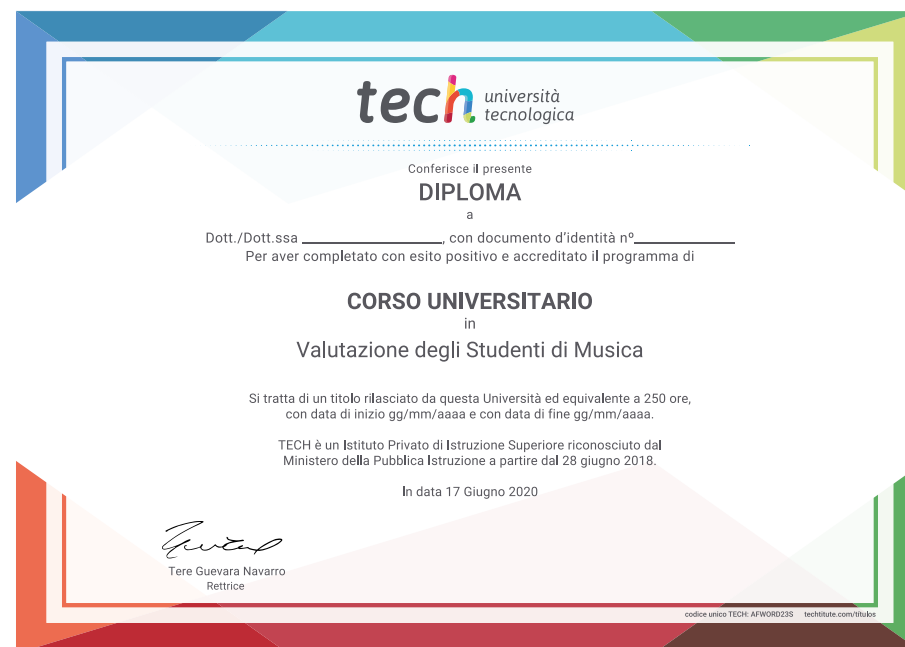 tech università
tecnologica
Conferisce il presente
DIPLOMA
a
Dott./Dott.ssa ____________________, con documento d'identità nº______________
Per aver completato con esito positivo e accreditato il programma di
CORSO UNIVERSITARIO
in
Valutazione degli Studenti di Musica
Si tratta di un titolo rilasciato da questa Università ed equivalente a 250 ore,
con data di inizio gg/mm/aaaa e con data di fine gg/mm/aaaa.
TECH è un Istituto Privato di Istruzione Superiore riconosciuto dal
Ministero della Pubblica Istruzione a partire dal 28 giugno 2018.
In data 17 Giugno 2020
Tere Guevara Navarro
Rettrice
codice unico TECH: AFWORD23S techtitute.com/títulos